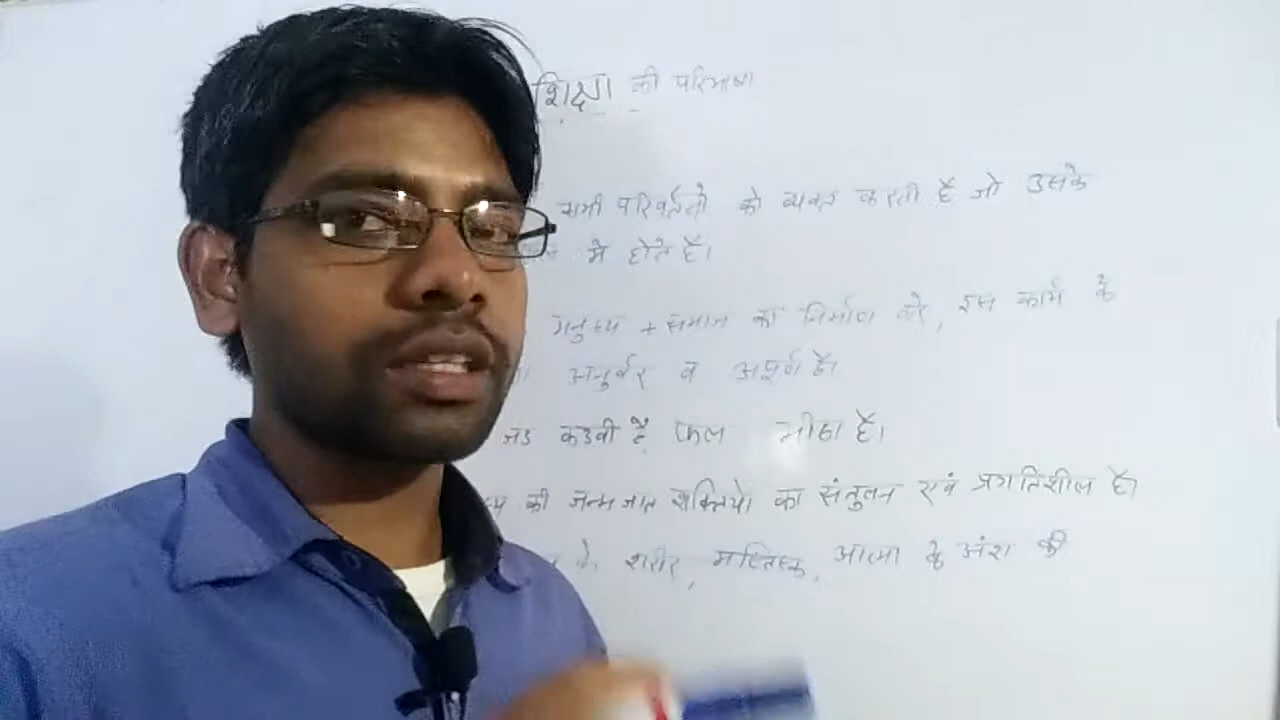 शिक्षा की परिभाषा
सभी परिवर्तनों को व्यक्त करती है जो उसके
में होते हैं।
मनुष्य + समाज का निर्माण करे, इस कार्य के
अनुर्वर व अपूर्ण है।
जड कडवी है फल मीठा है।
की जन्मजात शक्तियों का संतुलन एवं प्रगतिशील है।
के शरीर, मस्तिष्क, आत्मा के अंश की